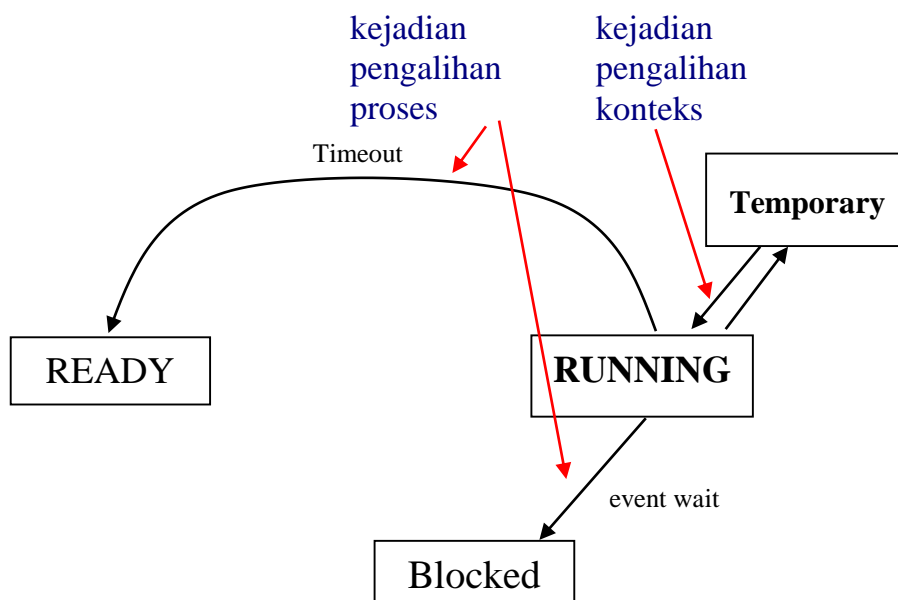 kejadian
pengalihan
proses
kejadian
pengalihan
konteks
Timeout
Temporary
READY
RUNNING
event wait
Blocked